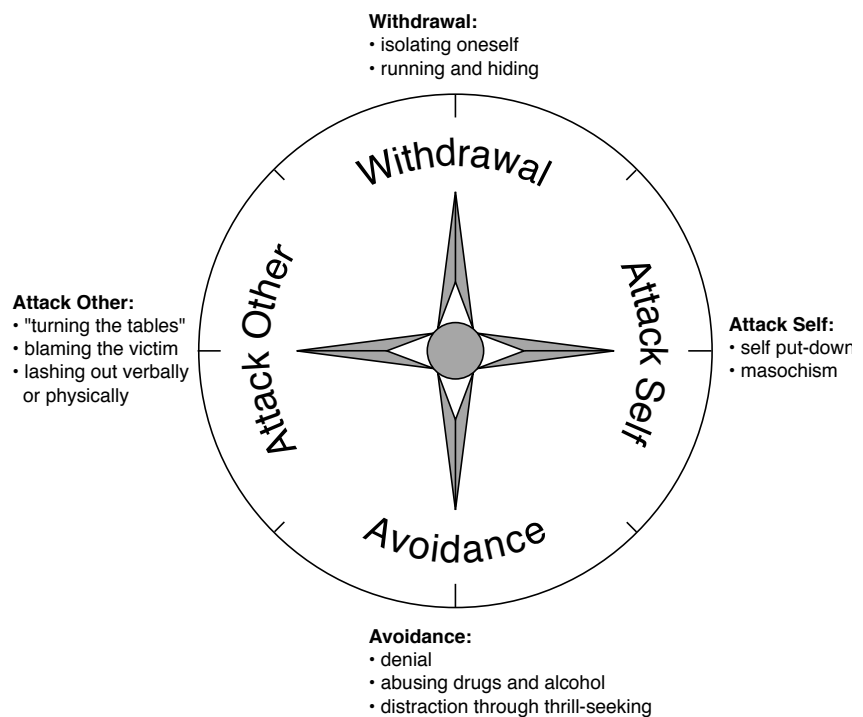 Withdrawal:
• isolating oneself
• running and hiding
Withdrawal
Attack Other:
• "turning the tables"
• blaming the victim
• lashing out verbally
or physically
Attack Other
Attack Self
Attack Self:
• self put-down
• masochism
Avoidance
Avoidance:
• denial
• abusing drugs and alcohol
• distraction through thrill-seeking